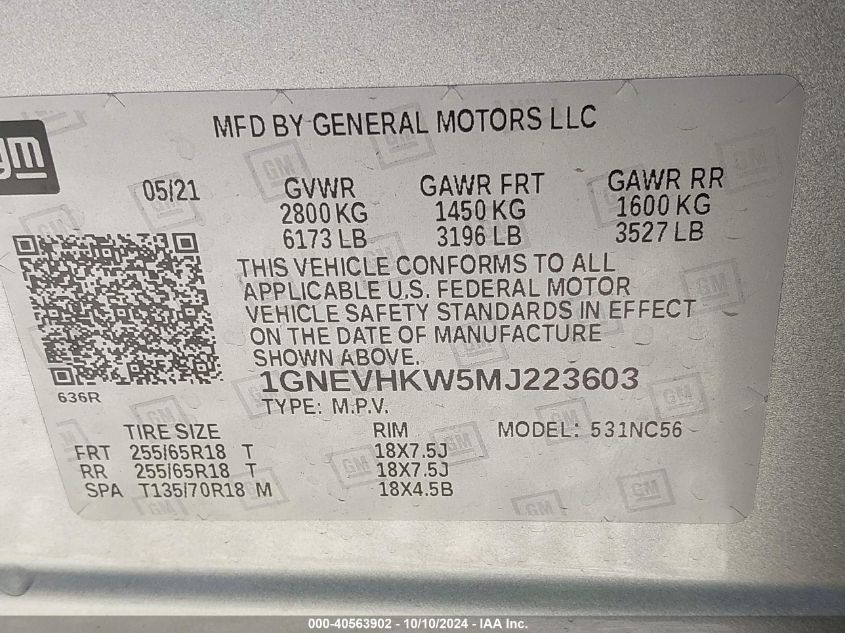 MFD BY GENERAL MOTORS LLC
gm
05/21 GVWR GAWR FRT GAWR RR
2800 KG 1450 KG 1600 KG
6173 LB 3196 LB 3527 LB
THIS VEHICLE CONFORMS TO ALL
APPLICABLE U.S. FEDERAL MOTOR
VEHICLE SAFETY STANDARDS IN EFFECT
ON THE DATE OF MANUFACTURE
SHOWN ABOVE.
1GNEVHKW5MJ223603
636R
TYPE: M.P.V.
TIRE SIZE RIM MODEL: 531NC56
FRT 255/65R18 T 18X7.5J
RR 255/65R18 T 18X7.5J
SPA T135/70R18 M 18X4.5B
000-40563902 - 10/10/2024 - IAA Inc.